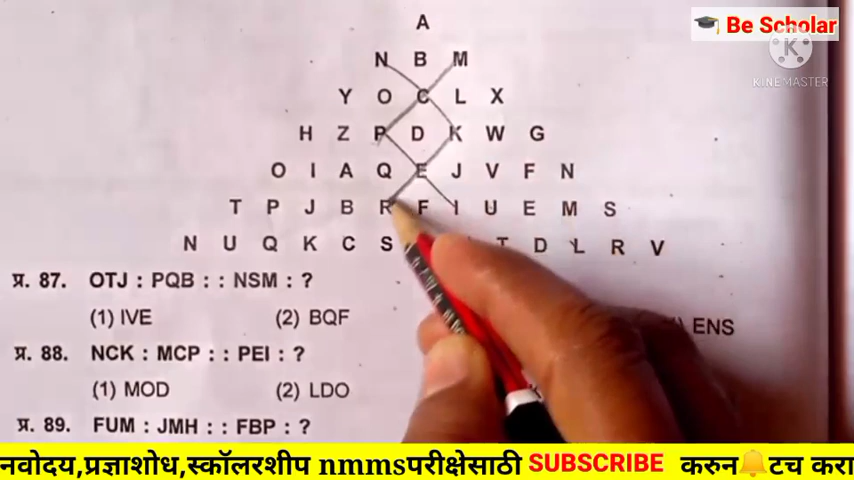 🎓 Be Scholar
KINEMASTER
A
N B M
Y O C L X
H Z P D K W G
O I A Q E J V F N
T P J B R F I U E M S
N U Q K C S T D L R V
प्र. 87. OTJ : PQB : : NSM : ?
(1) IVE (2) BQF ENS
प्र. 88. NCK : MCP : : PEI : ?
(1) MOD (2) LDO
प्र. 89. FUM : JMH : : FBP : ?
नवोदय,प्रज्ञाशोध,स्कॉलरशीप nmmsपरीक्षेसाठी SUBSCRIBE करुन🔔टच करा